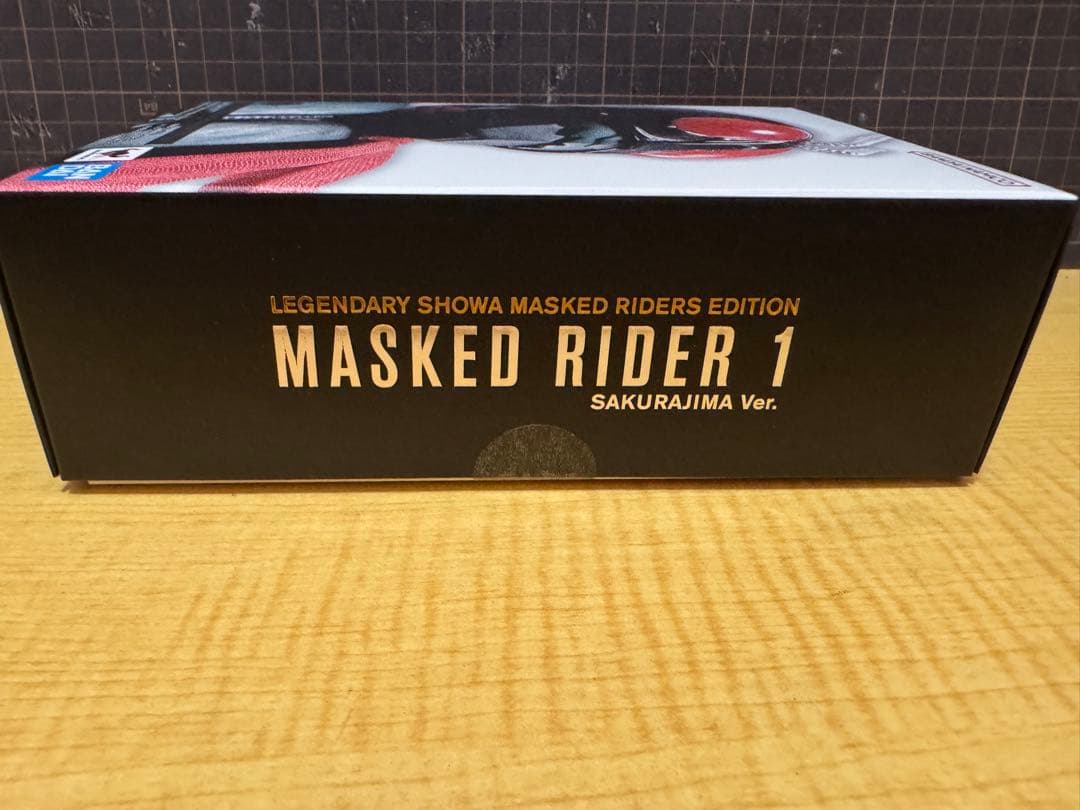 LEGENDARY SHOWA MASKED RIDERS EDITION
MASKED RIDER 1
SAKURAJIMA Ver.